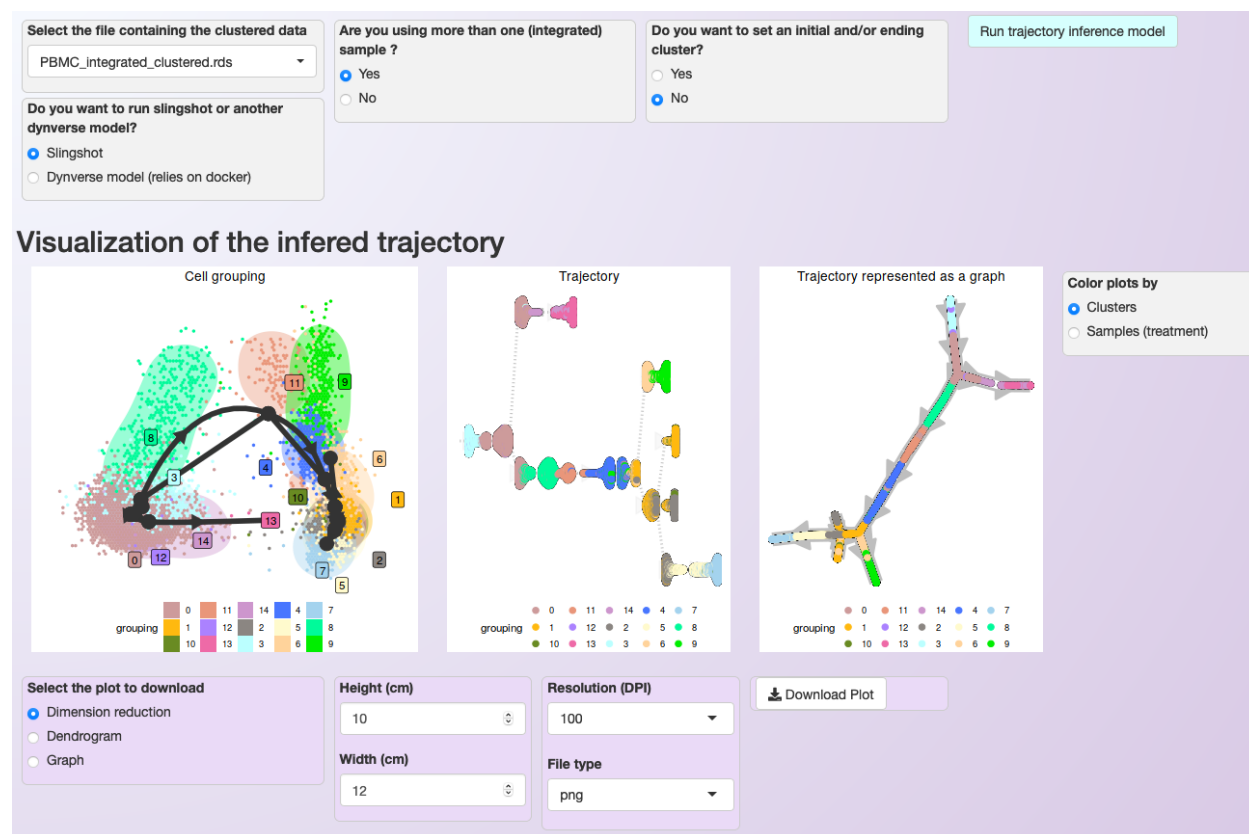 Select the file containing the clustered data
PBMC_integrated_clustered.rds
Do you want to run slingshot or another
dynverse model?
Slingshot
Dynverse model (relies on docker)
Are you using more than one (integrated)
sample ?
Yes
No
Do you want to set an initial and/or ending
cluster?
Yes
No
Run trajectory inference model
Visualization of the infered trajectory
Cell grouping
11
9
8
6
4
3
10
1
13
14
0
12
2
7
5
grouping
0 11 14 4 7
1 12 2 5 8
10 13 3 6 9
Trajectory
grouping
0 11 14 4 7
1 12 2 5 8
10 13 3 6 9
Trajectory represented as a graph
grouping
0 11 14 4 7
1 12 2 5 8
10 13 3 6 9
Color plots by
Clusters
Samples (treatment)
Select the plot to download
Dimension reduction
Dendrogram
Graph
Height (cm)
10
Width (cm)
12
Resolution (DPI)
100
File type
png
Download Plot